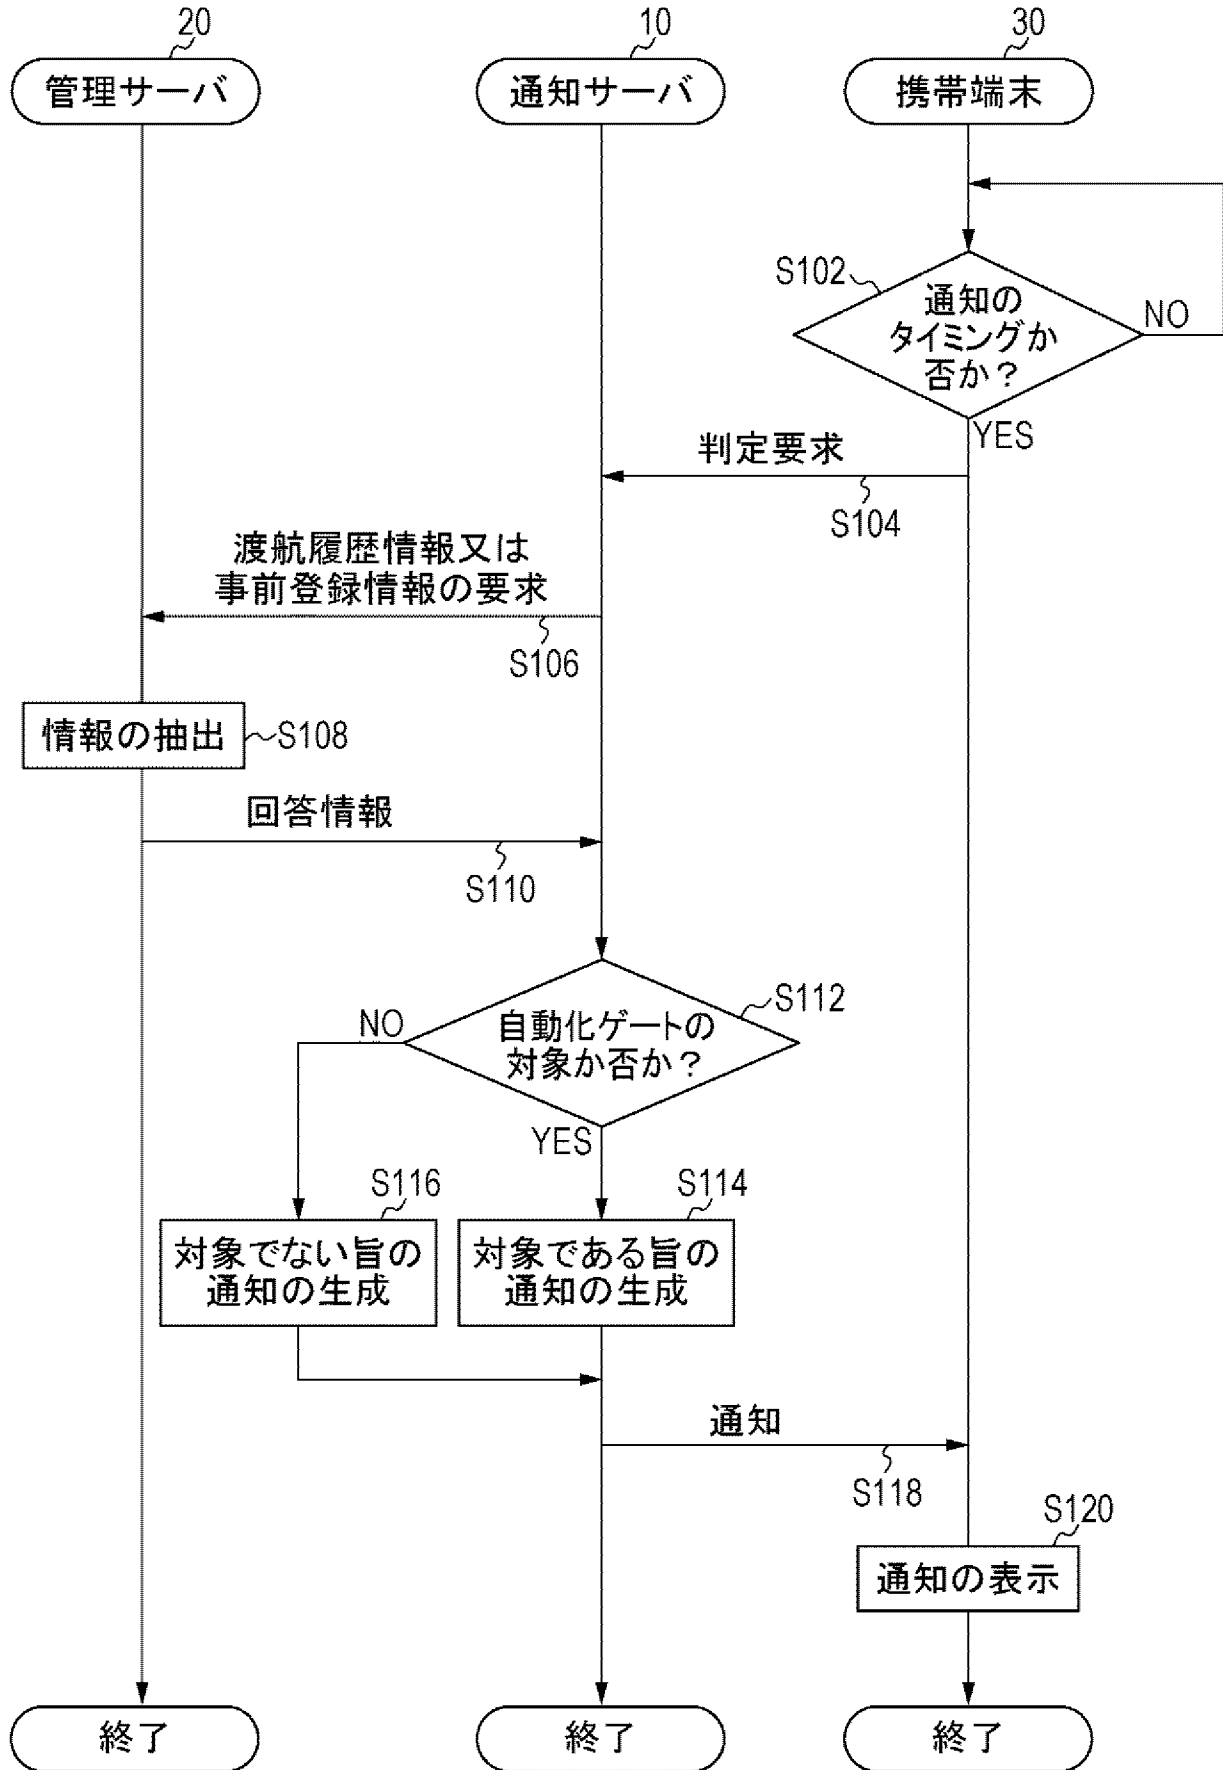 20
10
30
管理サーバ
通知サーバ
携帯端末
S102
通知の
タイミングか
否か？
NO
YES
判定要求
S104
渡航履歴情報又は
事前登録情報の要求
S106
情報の抽出
S108
回答情報
S110
S112
自動化ゲートの
対象か否か？
NO
YES
S116
S114
対象でない旨の
通知の生成
対象である旨の
通知の生成
通知
S118
S120
通知の表示
終了
終了
終了